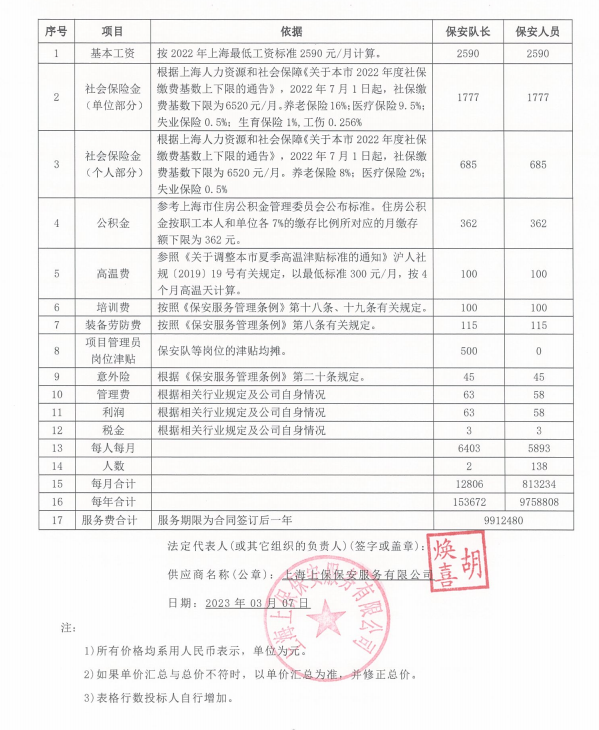 序号 项目 依据 保安队长 保安人员
1 基本工资 按 2022 年上海最低工资标准 2590 元/月计算。 2590 2590
2 社会保险金 (单位部分) 根据上海人力资源和社会保障《关于本市 2022 年度社保 1777 1777
缴费基数上下限的通告》, 2022 年 7 月 1 日起, 社保缴
费基数下限为 6520 元/月。养老保险 16%;医疗保险 9.5%;
失业保险 0.5%; 生育保险 1%,工伤 0.256%
3 社会保险金 (个人部分) 根据上海人力资源和社会保障《关于本市 2022 年度社保 685 685
缴费基数上下限的通告》, 2022 年 7 月 1 日起, 社保缴
费基数下限为 6520 元/月。养老保险 8%; 医疗保险 2%;
失业保险 0.5%
4 公积金 参考上海市住房公积金管理委员会公布标准。住房公积 362 362
金按职工本人和单位各 7%的缴存比例所对应的月缴存
额下限为 362 元。
5 高温费 参照《关于调整本市夏季高温津贴标准的通知》沪人社 100 100
规〔2019〕19 号有关规定, 以最低标准 300 元/月, 按 4
个月高温天计算。
6 培训费 按照《保安服务管理条例》第十八条、十九条有关规定。 100 100
7 装备劳防费 按照《保安服务管理条例》第八条有关规定。 115 115
8 项目管理员 岗位津贴 保安队等岗位的津贴均摊。 500 0
9 意外险 根据《保安服务管理条例》第二十条规定。 45 45
10 管理费 根据相关行业规定及公司自身情况 63 58
11 利润 根据相关行业规定及公司自身情况 63 58
12 税金 根据相关行业规定及公司自身情况 3 3
13 每人每月 6403 5893
14 人数 2 138
15 每月合计 12806 813234
16 每年合计 153672 9758808
17 服务费合计 服务期限为合同签订后一年 9912480
法定代表人(或其它组织的负责人)(签字或盖章):
胡焕喜
供应商名称(公章): 上海上保保安服务有限公司
上海上保保安服务有限公司
日期: 2023 年 03 月 07 日
注:
1)所有价格均系用人民币表示, 单位为元。
2)如果单价汇总与总价不符时, 以单价汇总为准, 并修正总价。
3)表格行数投标人自行增加。